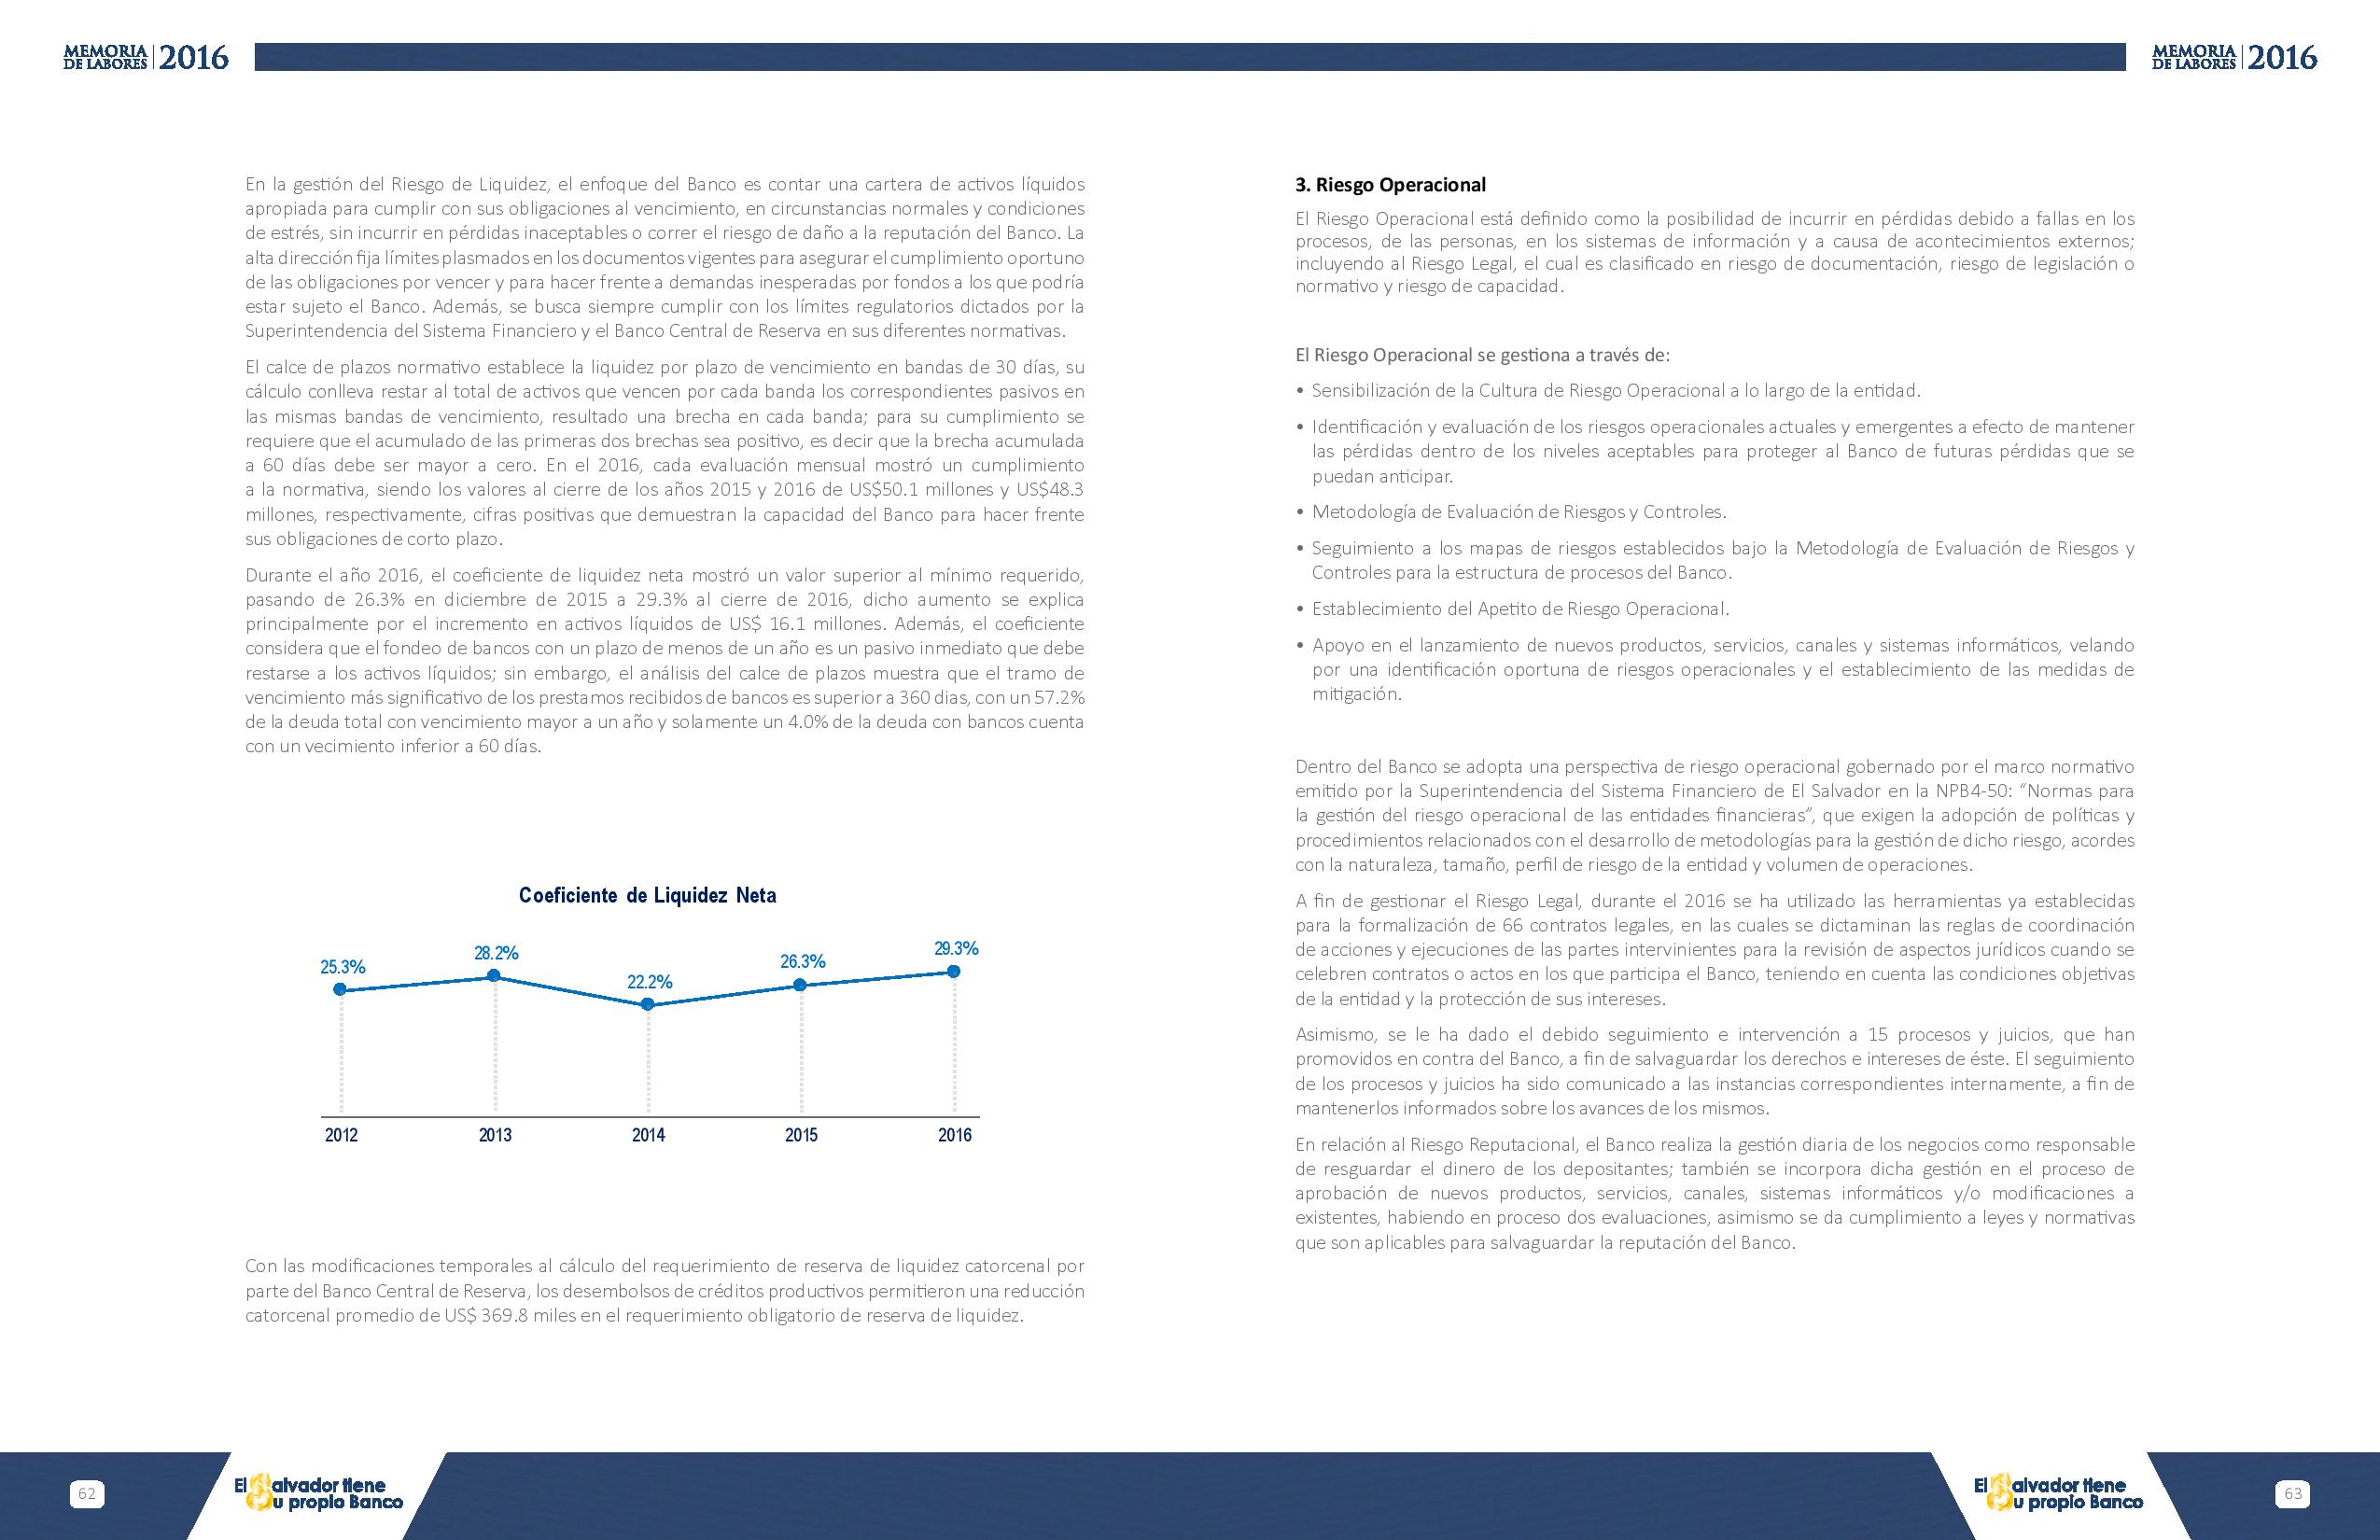 MEMORIA
DE LABORES 2016
MEMORIA
DE LABORES 2016
En la gestión del Riesgo de Liquidez, el enfoque del Banco es contar una cartera de activos líquidos
apropiada para cumplir con sus obligaciones al vencimiento, en circunstancias normales y condiciones
de estrés, sin incurrir en pérdidas inaceptables o correr el riesgo de daño a la reputación del Banco. La
alta dirección fija límites plasmados en los documentos vigentes para asegurar el cumplimiento oportuno
de las obligaciones por vencer y para hacer frente a demandas inesperadas por fondos a los que podría
estar sujeto el Banco. Además, se busca siempre cumplir con los límites regulatorios dictados por la
Superintendencia del Sistema Financiero y el Banco Central de Reserva en sus diferentes normativas.
El calce de plazos normativo establece la liquidez por plazo de vencimiento en bandas de 30 días, su
cálculo conlleva restar al total de activos que vencen por cada banda los correspondientes pasivos en
las mismas bandas de vencimiento, resultado una brecha en cada banda; para su cumplimiento se
requiere que el acumulado de las primeras dos brechas sea positivo, es decir que la brecha acumulada
a 60 días debe ser mayor a cero. En el 2016, cada evaluación mensual mostró un cumplimiento
a la normativa, siendo los valores al cierre de los años 2015 y 2016 de US$50.1 millones y US$48.3
millones, respectivamente, cifras positivas que demuestran la capacidad del Banco para hacer frente
sus obligaciones de corto plazo.
Durante el año 2016, el coeficiente de liquidez neta mostró un valor superior al mínimo requerido,
pasando de 26.3% en diciembre de 2015 a 29.3% al cierre de 2016, dicho aumento se explica
principalmente por el incremento en activos líquidos de US$ 16.1 millones. Además, el coeficiente
considera que el fondeo de bancos con un plazo de menos de un año es un pasivo inmediato que debe
restarse a los activos líquidos; sin embargo, el análisis del calce de plazos muestra que el tramo de
vencimiento más significativo de los prestamos recibidos de bancos es superior a 360 dias, con un 57.2%
de la deuda total con vencimiento mayor a un año y solamente un 4.0% de la deuda con bancos cuenta
con un vecimiento inferior a 60 días.
Coeficiente de Liquidez Neta
25.3%
28.2%
22.2%
26.3%
29.3%
2012
2013
2014
2015
2016
Con las modificaciones temporales al cálculo del requerimiento de reserva de liquidez catorcenal por
parte del Banco Central de Reserva, los desembolsos de créditos productivos permitieron una reducción
catorcenal promedio de US$ 369.8 miles en el requerimiento obligatorio de reserva de liquidez.
3. Riesgo Operacional
El Riesgo Operacional está definido como la posibilidad de incurrir en pérdidas debido a fallas en los
procesos, de las personas, en los sistemas de información y a causa de acontecimientos externos;
incluyendo al Riesgo Legal, el cual es clasificado en riesgo de documentación, riesgo de legislación o
normativo y riesgo de capacidad.
El Riesgo Operacional se gestiona a través de:
• Sensibilización de la Cultura de Riesgo Operacional a lo largo de la entidad.
• Identificación y evaluación de los riesgos operacionales actuales y emergentes a efecto de mantener
las pérdidas dentro de los niveles aceptables para proteger al Banco de futuras pérdidas que se
puedan anticipar.
• Metodología de Evaluación de Riesgos y Controles.
• Seguimiento a los mapas de riesgos establecidos bajo la Metodología de Evaluación de Riesgos y
Controles para la estructura de procesos del Banco.
• Establecimiento del Apetito de Riesgo Operacional.
• Apoyo en el lanzamiento de nuevos productos, servicios, canales y sistemas informáticos, velando
por una identificación oportuna de riesgos operacionales y el establecimiento de las medidas de
mitigación.
Dentro del Banco se adopta una perspectiva de riesgo operacional gobernado por el marco normativo
emitido por la Superintendencia del Sistema Financiero de El Salvador en la NPB4-50: “Normas para
la gestión del riesgo operacional de las entidades financieras”, que exigen la adopción de políticas y
procedimientos relacionados con el desarrollo de metodologías para la gestión de dicho riesgo, acordes
con la naturaleza, tamaño, perfil de riesgo de la entidad y volumen de operaciones.
A fin de gestionar el Riesgo Legal, durante el 2016 se ha utilizado las herramientas ya establecidas
para la formalización de 66 contratos legales, en las cuales se dictaminan las reglas de coordinación
de acciones y ejecuciones de las partes intervinientes para la revisión de aspectos jurídicos cuando se
celebren contratos o actos en los que participa el Banco, teniendo en cuenta las condiciones objetivas
de la entidad y la protección de sus intereses.
Asimismo, se le ha dado el debido seguimiento e intervención a 15 procesos y juicios, que han
promovidos en contra del Banco, a fin de salvaguardar los derechos e intereses de éste. El seguimiento
de los procesos y juicios ha sido comunicado a las instancias correspondientes internamente, a fin de
mantenerlos informados sobre los avances de los mismos.
En relación al Riesgo Reputacional, el Banco realiza la gestión diaria de los negocios como responsable
de resguardar el dinero de los depositantes; también se incorpora dicha gestión en el proceso de
aprobación de nuevos productos, servicios, canales, sistemas informáticos y/o modificaciones a
existentes, habiendo en proceso dos evaluaciones, asimismo se da cumplimiento a leyes y normativas
que son aplicables para salvaguardar la reputación del Banco.
62
El Salvador tiene
Su propio Banco
El Salvador tiene
Su propio Banco
63